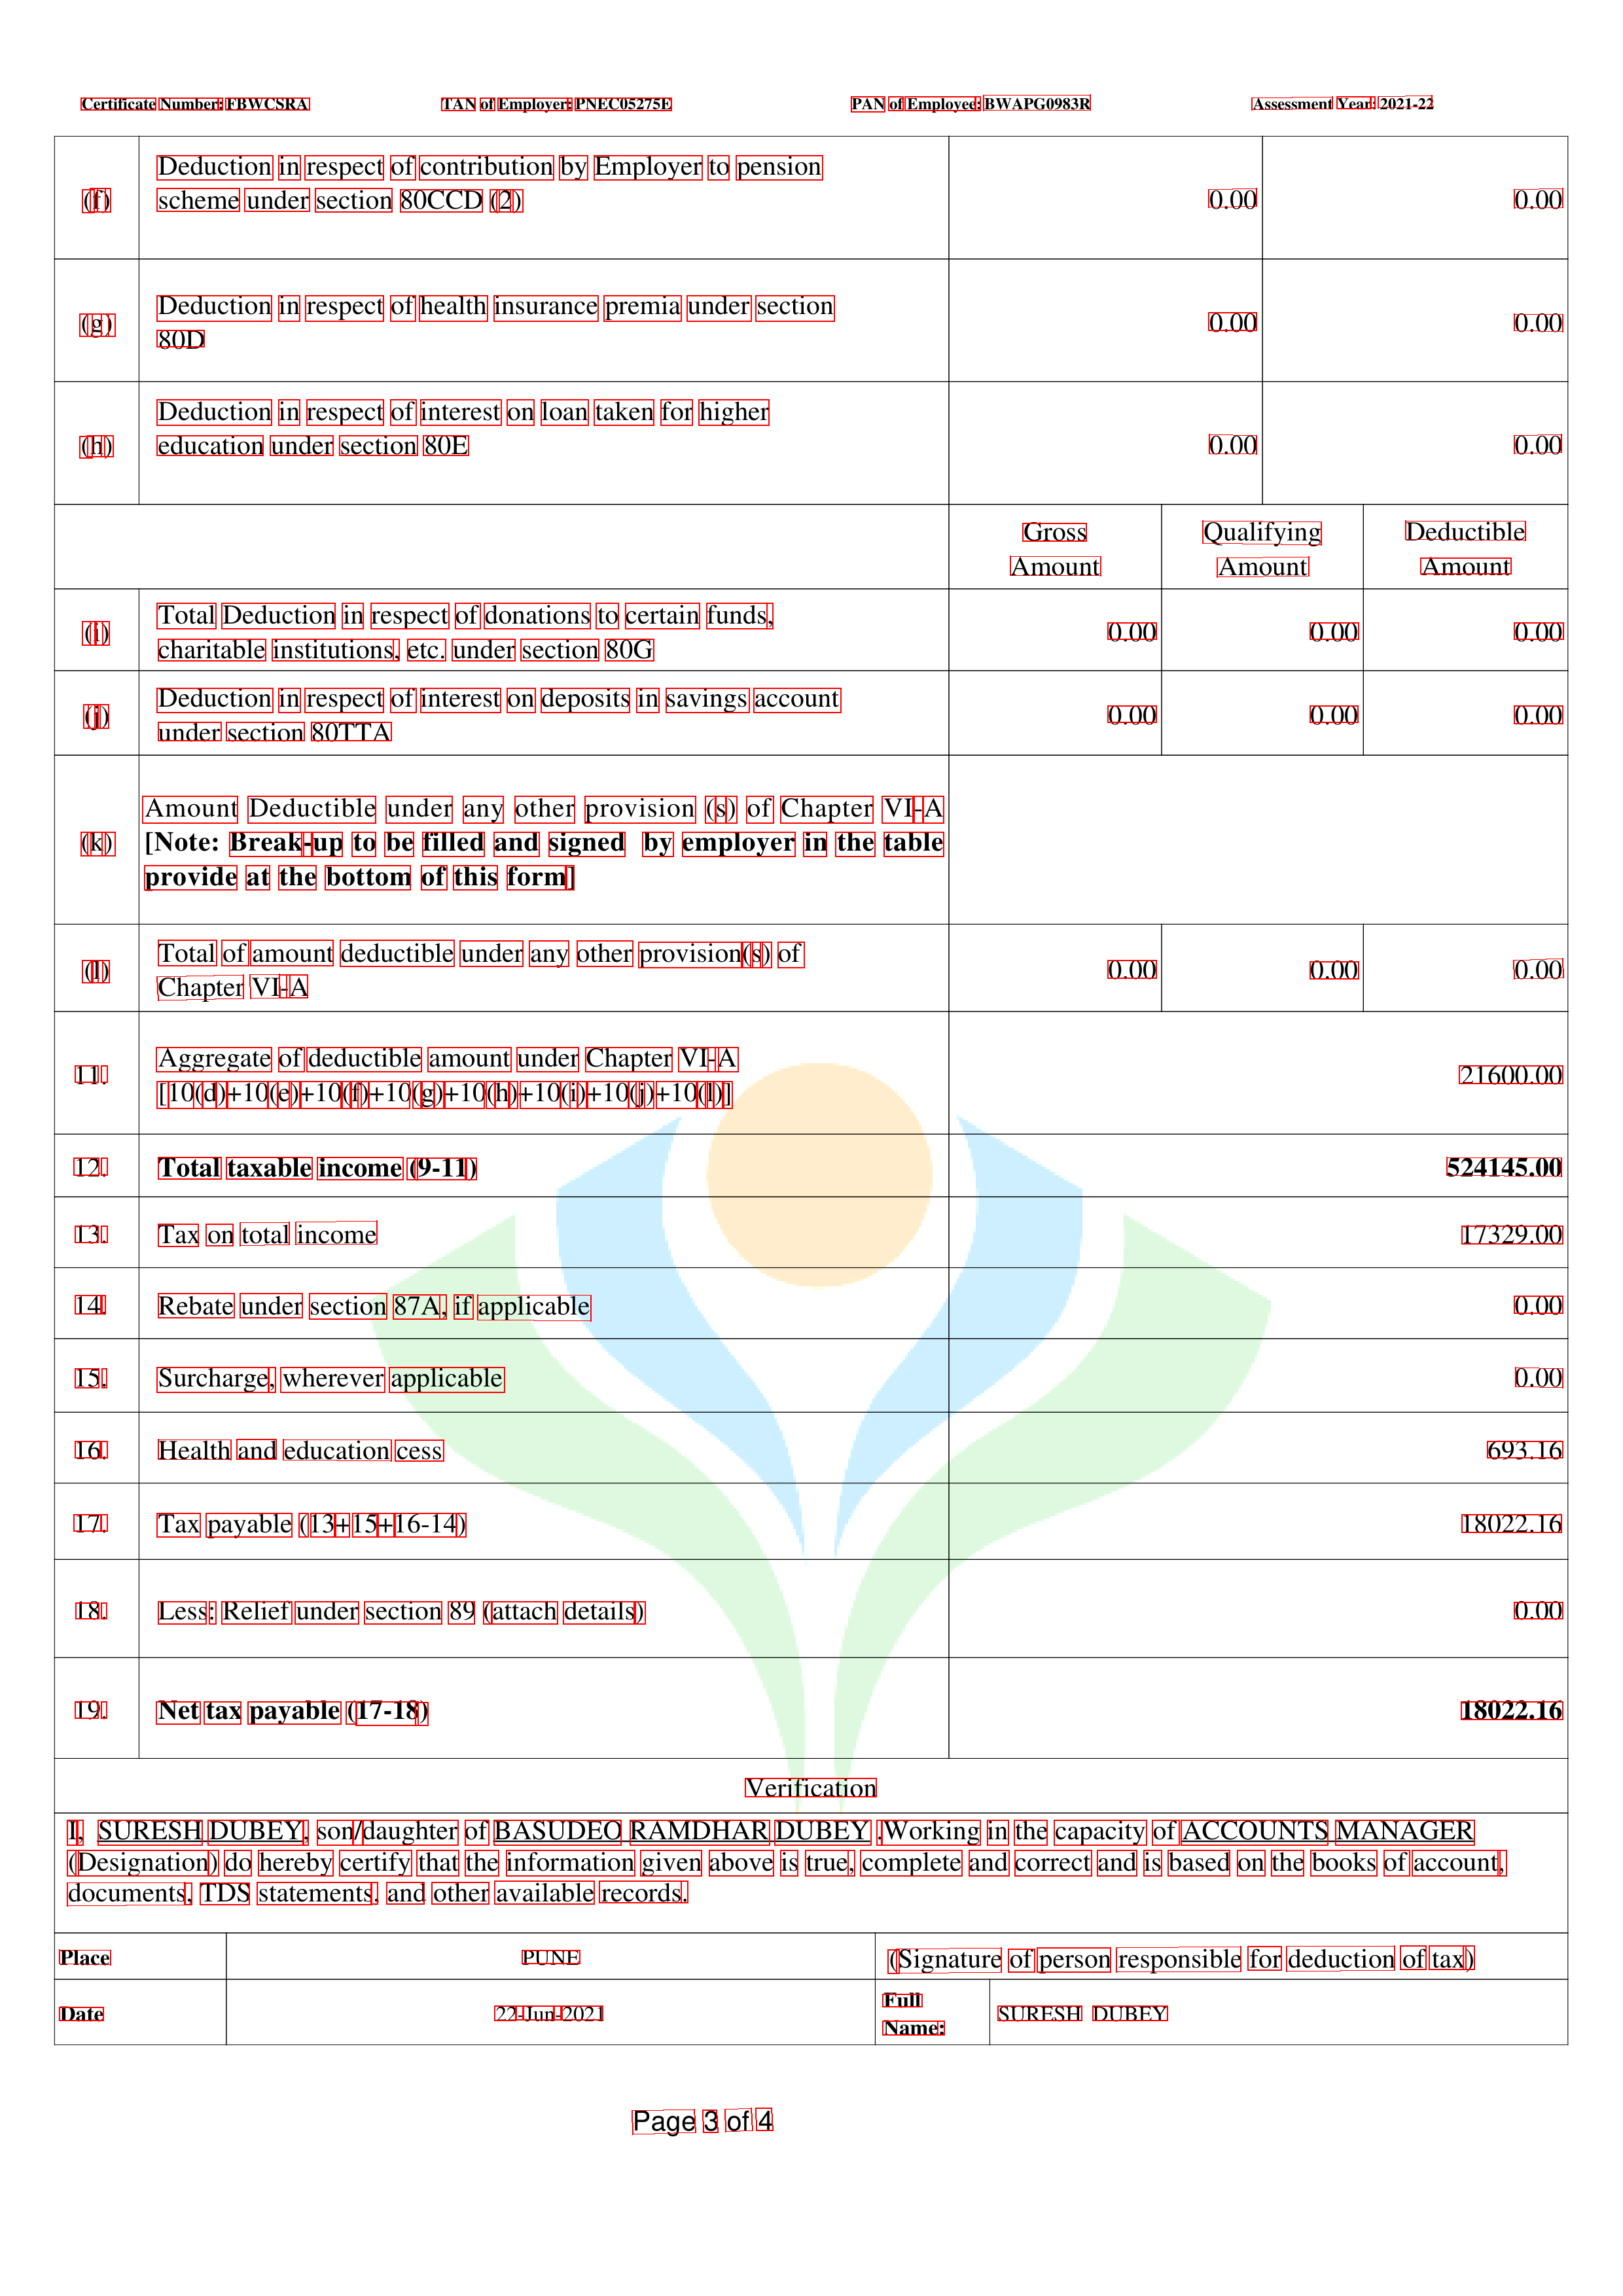 Certificate Number: FBWCSRA TAN of Employer: PNEC05275E PAN of Employee: BWAPG0983R Assessment Year: 2021-22
(f) Deduction in respect of contribution by Employer to pension
scheme under section 80CCD (2) 0.00 0.00
(g) Deduction in respect of health insurance premia under section
80D 0.00 0.00
(h) Deduction in respect of interest on loan taken for higher
education under section 80E 0.00 0.00
Gross Qualifying Deductible
Amount Amount Amount
(i) Total Deduction in respect of donations to certain funds,
charitable institutions, etc. under section 80G 0.00 0.00 0.00
(j) Deduction in respect of interest on deposits in savings account
under section 80TTA 0.00 0.00 0.00
Amount Deductible under any other provision (s) of Chapter VI-A
(k) [Note: Break-up to be filled and signed by employer in the table
provide at the bottom of this form]
(l) Total of amount deductible under any other provision(s) of
Chapter VI-A 0.00 0.00 0.00
11. Aggregate of deductible amount under Chapter VI-A
[10(d)+10(e)+10(f)+10(g)+10(h)+10(i)+10(j)+10(l)] 21600.00
12. Total taxable income (9-11) 524145.00
13. Tax on total income 17329.00
14. Rebate under section 87A, if applicable 0.00
15. Surcharge, wherever applicable 0.00
16. Health and education cess 693.16
17. Tax payable (13+15+16-14) 18022.16
18. Less: Relief under section 89 (attach details) 0.00
19. Net tax payable (17-18) 18022.16
Verification
I, SURESH DUBEY, son/daughter of BASUDEO RAMDHAR DUBEY .Working in the capacity of ACCOUNTS MANAGER
(Designation) do hereby certify that the information given above is true, complete and correct and is based on the books of account,
documents, TDS statements, and other available records.
Place PUNE (Signature of person responsible for deduction of tax)
Date 22-Jun-2021 Full
Name: SURESH DUBEY
Page 3 of 4